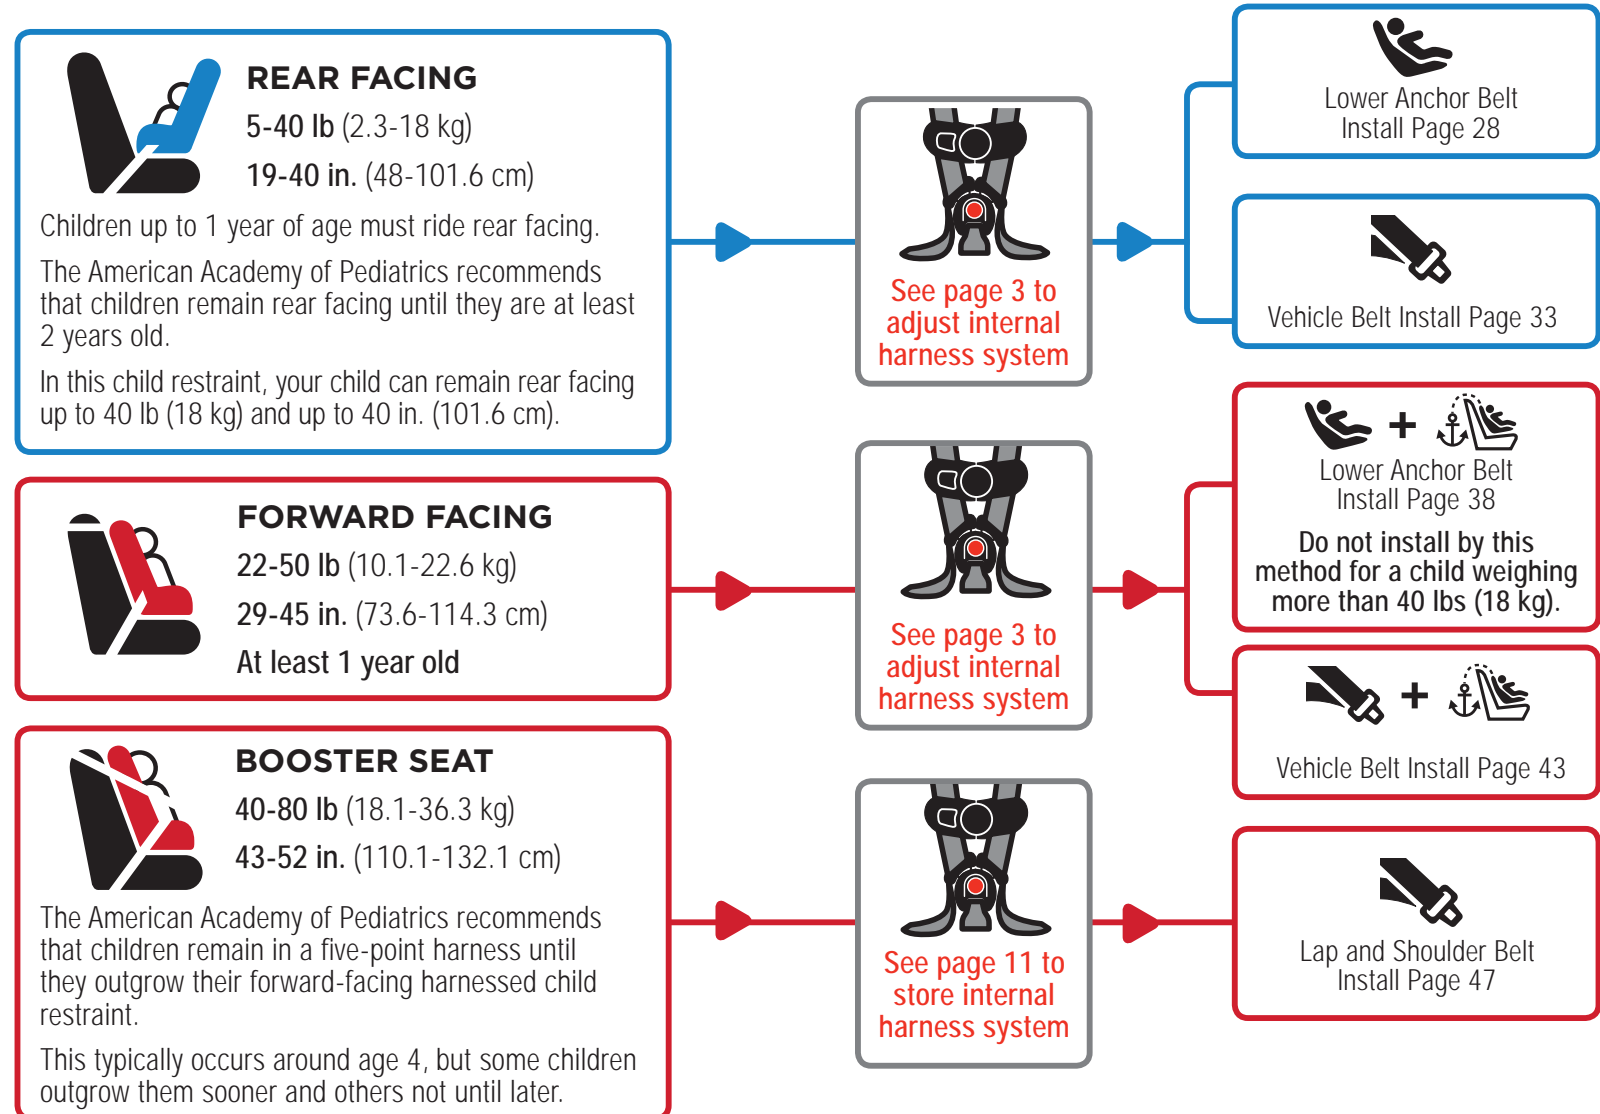 REAR FACING
5-40 lb (2.3-18 kg)
19-40 in. (48-101.6 cm)
Children up to 1 year of age must ride rear facing.
The American Academy of Pediatrics recommends
that children remain rear facing until they are at least
2 years old.
In this child restraint, your child can remain rear facing
up to 40 lb (18 kg) and up to 40 in. (101.6 cm).
See page 3 to
adjust internal
harness system
Lower Anchor Belt
Install Page 28
Vehicle Belt Install Page 33
FORWARD FACING
22-50 lb (10.1-22.6 kg)
29-45 in. (73.6-114.3 cm)
At least 1 year old
See page 3 to
adjust internal
harness system
+
Lower Anchor Belt
Install Page 38
Do not install by this
method for a child weighing
more than 40 lbs (18 kg).
+
Vehicle Belt Install Page 43
BOOSTER SEAT
40-80 lb (18.1-36.3 kg)
43-52 in. (110.1-132.1 cm)
The American Academy of Pediatrics recommends
that children remain in a five-point harness until
they outgrow their forward-facing harnessed child
restraint.
This typically occurs around age 4, but some children
outgrow them sooner and others not until later.
See page 11 to
store internal
harness system
Lap and Shoulder Belt
Install Page 47